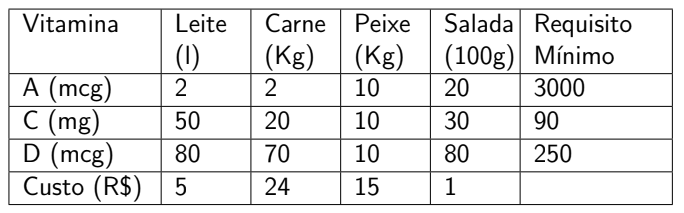 Vitamina Leite Carne Peixe Salada Requisito
(l) (Kg) (Kg) (100g) Mínimo
A (mcg) 2 2 10 20 3000
C (mg) 50 20 10 30 90
D (mcg) 80 70 10 80 250
Custo (R$) 5 24 15 1